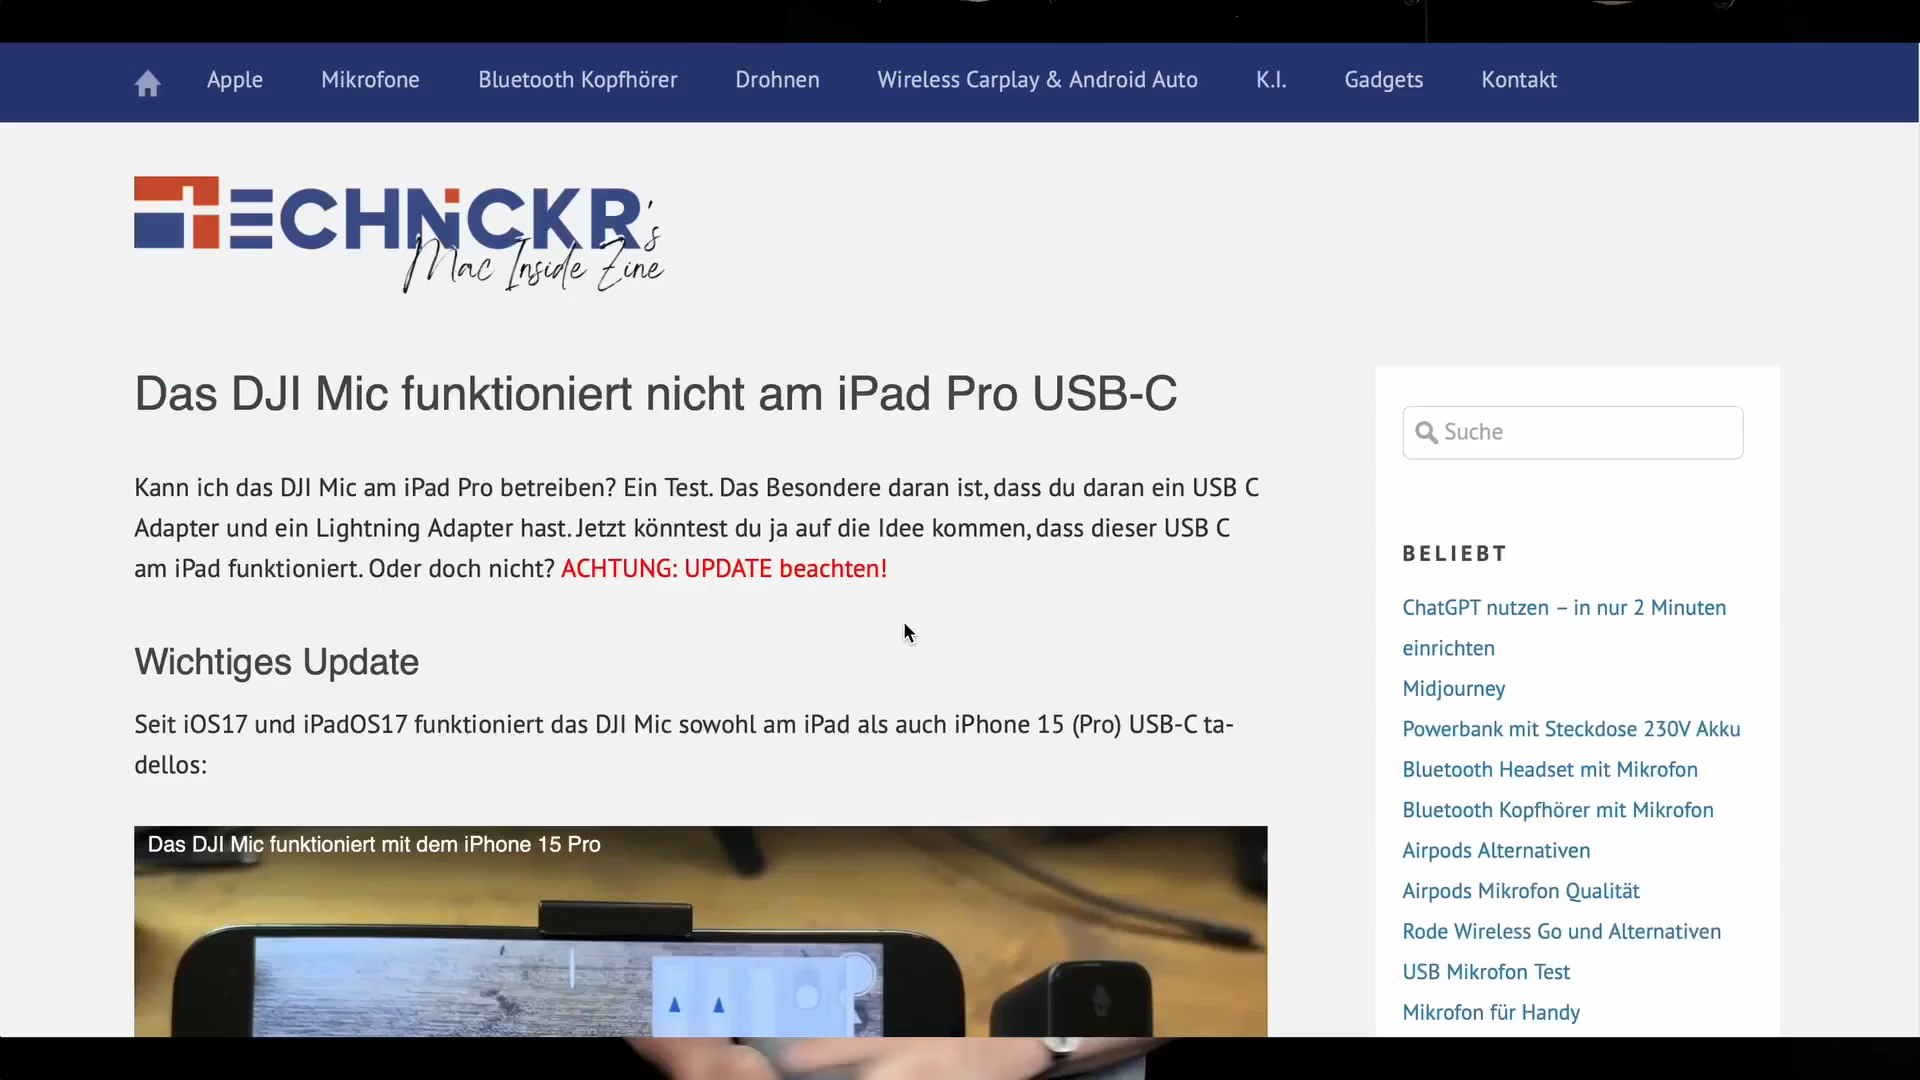 Apple Mikrofone Bluetooth Kopfhörer Drohnen Wireless Carplay & Android Auto K.I. Gadgets Kontakt
TECHNiCKR's
Mac Inside Zine
Das DJI Mic funktioniert nicht am iPad Pro USB-C
Kann ich das DJI Mic am iPad Pro betreiben? Ein Test. Das Besondere daran ist, dass du daran ein USB C
Adapter und ein Lightning Adapter hast. Jetzt könntest du ja auf die Idee kommen, dass dieser USB C
am iPad funktioniert. Oder doch nicht? ACHTUNG: UPDATE beachten!
Wichtiges Update
Seit iOS17 und iPadOS17 funktioniert das DJI Mic sowohl am iPad als auch iPhone 15 (Pro) USB-C ta-
dellos:
Das DJI Mic funktioniert mit dem iPhone 15 Pro
Suche
BELIEBT
ChatGPT nutzen – in nur 2 Minuten
einrichten
Midjourney
Powerbank mit Steckdose 230V Akku
Bluetooth Headset mit Mikrofon
Bluetooth Kopfhörer mit Mikrofon
Airpods Alternativen
Airpods Mikrofon Qualität
Rode Wireless Go und Alternativen
USB Mikrofon Test
Mikrofon für Handy